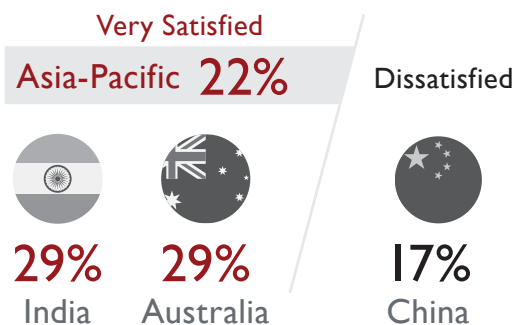 Very Satisfied
Asia-Pacific 22%
Dissatisfied
29% 29% 17%
India Australia China